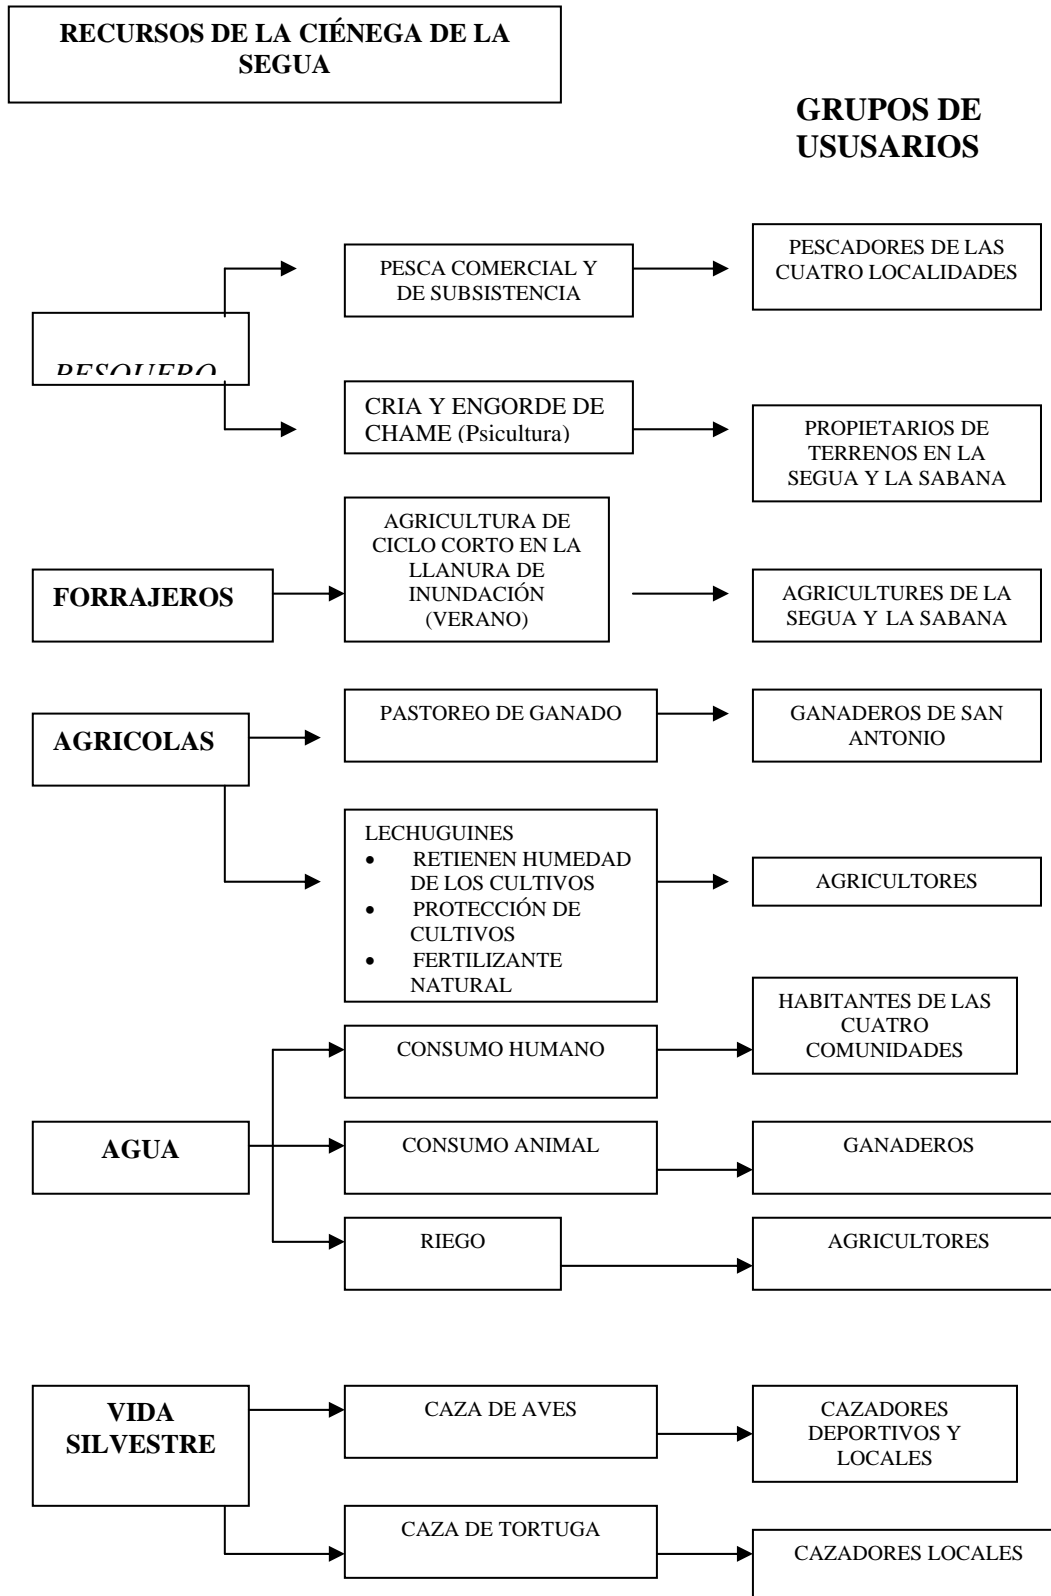 RECURSOS DE LA CIÉNEGA DE LA
SEGUA
GRUPOS DE
USUSARIOS
PESCA COMERCIAL Y
DE SUBSISTENCIA
PESCADORES DE LAS
CUATRO LOCALIDADES
PESQUERO
CRIA Y ENGORDE DE
CHAME (Psicultura)
PROPIETARIOS DE
TERRENOS EN LA
SEGUA Y LA SABANA
FORRAJEROS
AGRICULTURA DE
CICLO CORTO EN LA
LLANURA DE
INUNDACIÓN
(VERANO)
AGRICULTURES DE LA
SEGUA Y LA SABANA
AGRICOLAS
PASTOREO DE GANADO
GANADEROS DE SAN
ANTONIO
LECHUGUINES
• RETIENEN HUMEDAD
DE LOS CULTIVOS
• PROTECCIÓN DE
CULTIVOS
• FERTILIZANTE
NATURAL
AGRICULTORES
AGUA
CONSUMO HUMANO
HABITANTES DE LAS
CUATRO
COMUNIDADES
CONSUMO ANIMAL
GANADEROS
RIEGO
AGRICULTORES
VIDA
SILVESTRE
CAZA DE AVES
CAZADORES
DEPORTIVOS Y
LOCALES
CAZA DE TORTUGA
CAZADORES LOCALES